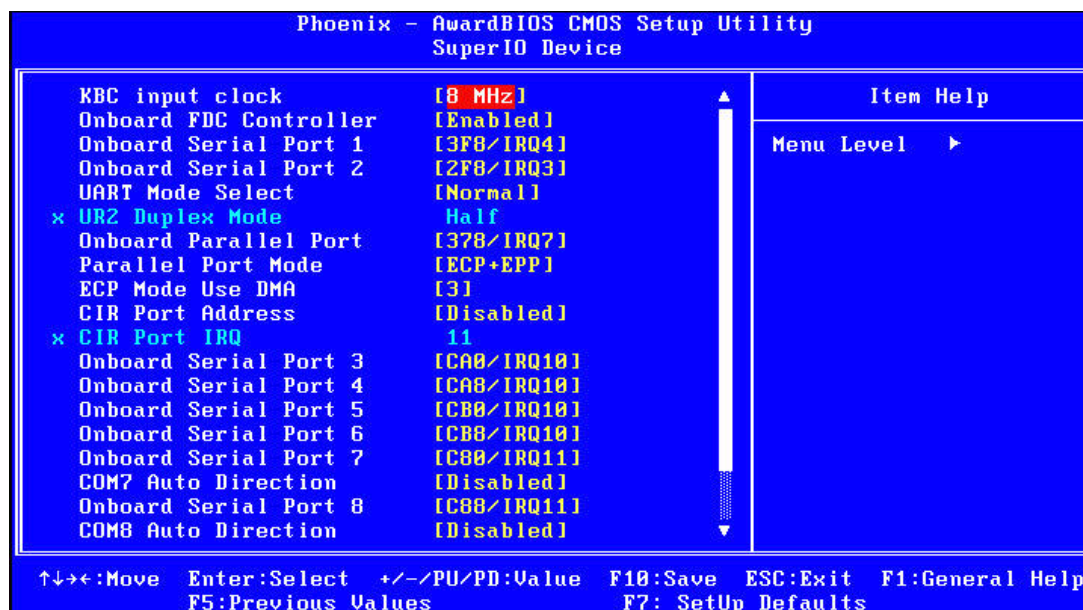 Phoenix - AwardBIOS CMOS Setup Utility
SuperIO Device
KBC input clock [8 MHz]
Onboard FDC Controller [Enabled]
Onboard Serial Port 1 [3F8/IRQ4]
Onboard Serial Port 2 [2F8/IRQ3]
UART Mode Select [Normal]
x UR2 Duplex Mode Half
Onboard Parallel Port [378/IRQ7]
Parallel Port Mode [ECP+EPP]
ECP Mode Use DMA [3]
CIR Port Address [Disabled]
x CIR Port IRQ 11
Onboard Serial Port 3 [CA0/IRQ10]
Onboard Serial Port 4 [CA8/IRQ10]
Onboard Serial Port 5 [CB0/IRQ10]
Onboard Serial Port 6 [CB8/IRQ10]
Onboard Serial Port 7 [C80/IRQ11]
COM7 Auto Direction [Disabled]
Onboard Serial Port 8 [C88/IRQ11]
COM8 Auto Direction [Disabled]
Item Help
Menu Level ►
↑↓→←:Move Enter:Select +/-/PU/PD:Value F10:Save ESC:Exit F1:General Help
F5:Previous Values F7: SetUp Defaults